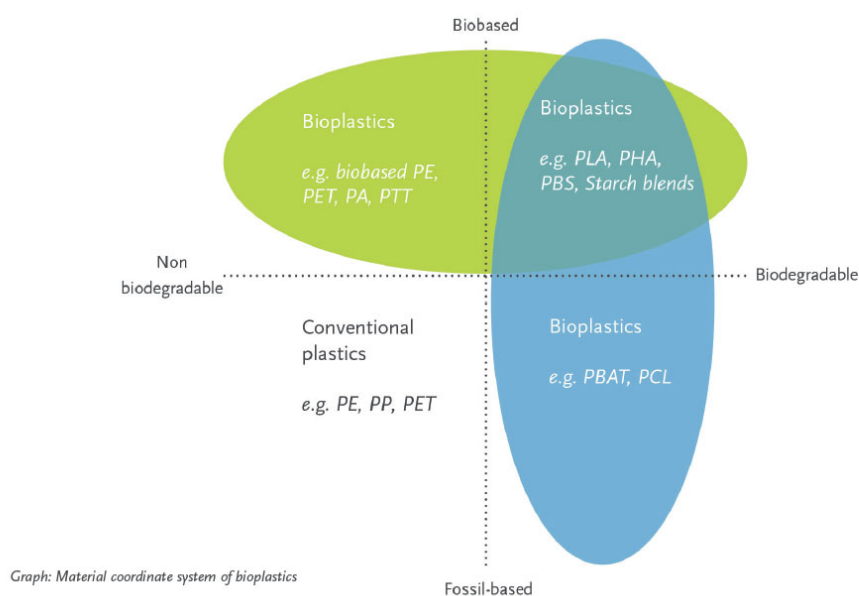 Biobased
Bioplastics
e.g. biobased PE,
PET, PA, PTT
Bioplastics
e.g. PLA, PHA,
PBS, Starch blends
Non
biodegradable
Biodegradable
Conventional
plastics
e.g. PE, PP, PET
Bioplastics
e.g. PBAT, PCL
Graph: Material coordinate system of bioplastics
Fossil-based